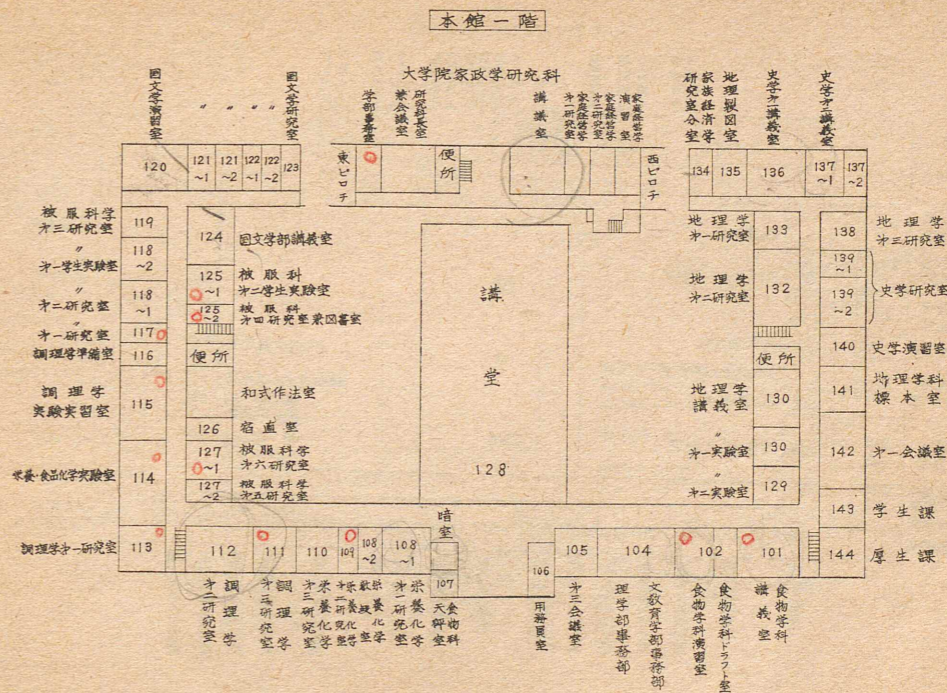 本館一階
大学院家政学研究科
国文学演習室
〃
〃
〃
国文学研究室
学部事務室
兼会議室
研究科長室
講議室
家庭経営学
第一研究室
家庭経営学
第二研究室
家庭経営学
演習室
家族経済学
研究室分室
地理製図室
史学第一講義室
史学第二講義室
120
121~1
121~2
122~1
122~2
123
東ピロチ
便所
西ピロチ
134
135
136
137~1
137~2
被服科学
第三研究室
119
〃
第一学生実験室
118~2
〃
第二研究室
118~1
〃
第一研究室
117
調理学準備室
116
調理学
実験実習室
115
栄養・食品化学実験室
114
調理学第一研究室
113
124
国文学部講義室
125~1
被服科
第二学生実験室
125~2
被服科
第四研究室兼図書室
便所
和式作法室
126
宿直室
127~1
被服科学
第六研究室
127~2
被服科学
第五研究室
講堂
128
地理学
第一研究室
133
地理学
第二研究室
132
便所
地理学
講義室
130
〃
第一実験室
130
〃
第二実験室
129
138
地理学
第三研究室
139~1
139~2
史学研究室
140
史学演習室
141
地理学科
標本室
142
第一会議室
143
学生課
144
厚生課
暗室
112
111
110
109
108~2
108~1
107
106
105
104
102
101
調理学
第二研究室
調理学
第三研究室
栄養化学
第三研究室
栄養化学
第二研究室
栄養化学
栄養化学
第一研究室
食物科
天秤室
用務員室
第三会議室
理学部事務部
文教育学部事務部
食物学科演習室
食物学科ドラフト室
食物学科
講義室